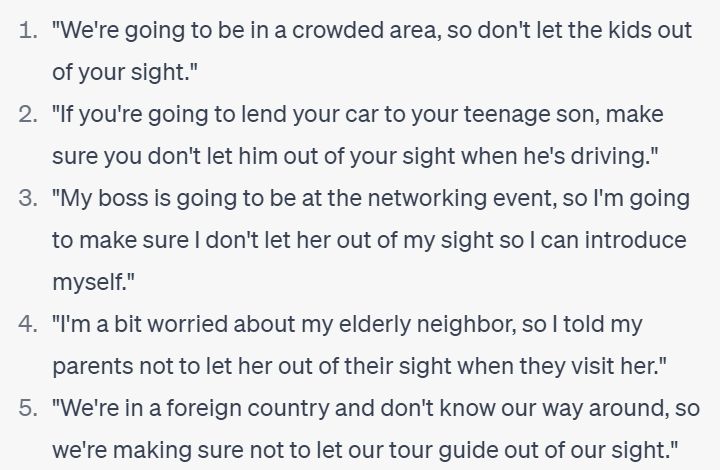 1. "We're going to be in a crowded area, so don't let the kids out
of your sight."
2. "If you're going to lend your car to your teenage son, make
sure you don't let him out of your sight when he's driving."
3. "My boss is going to be at the networking event, so I'm going
to make sure I don't let her out of my sight so I can introduce
myself."
4. "I'm a bit worried about my elderly neighbor, so I told my
parents not to let her out of their sight when they visit her."
5. "We're in a foreign country and don't know our way around, so
we're making sure not to let our tour guide out of our sight."